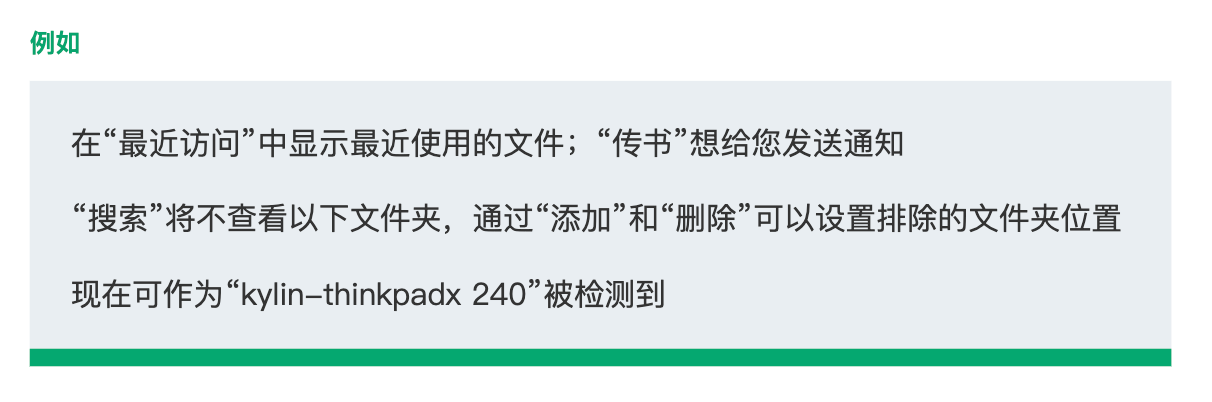 例如
在“最近访问”中显示最近使用的文件；“传书”想给您发送通知
“搜索”将不查看以下文件夹，通过“添加”和“删除”可以设置排除的文件夹位置
现在可作为“kylin-thinkpadx 240”被检测到